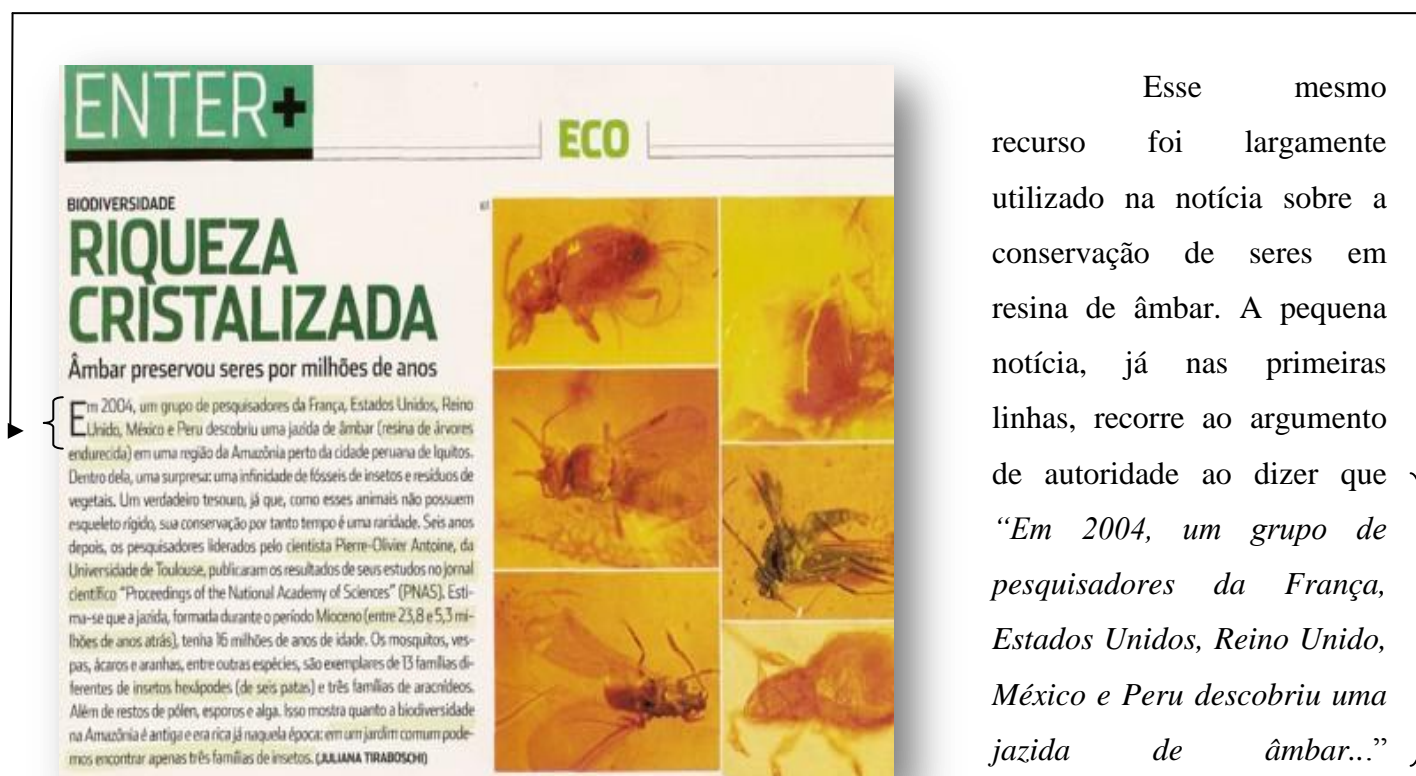 ENTER+
ECO
BIODIVERSIDADE
RIQUEZA
CRISTALIZADA
Âmbar preservou seres por milhões de anos
Em 2004, um grupo de pesquisadores da França, Estados Unidos, Reino
Unido, México e Peru descobriu uma jazida de âmbar (resina de árvores
endurecida) em uma região da Amazônia perto da cidade peruana de Iquitos.
Dentro dela, uma surpresa: uma infinidade de fósseis de insetos e resíduos de
vegetais. Um verdadeiro tesouro, já que, como esses animais não possuem
esqueleto rígido, sua conservação por tanto tempo é uma raridade. Seis anos
depois, os pesquisadores liderados pelo cientista Pierre-Olivier Antoine, da
Universidade de Toulouse, publicaram os resultados de seus estudos no jornal
científico "Proceedings of the National Academy of Sciences" (PNAS). Esti-
ma-se que a jazida, formada durante o período Mioceno (entre 23,8 e 5,3 mi-
lhões de anos atrás), tenha 16 milhões de anos de idade. Os mosquitos, ves-
pas, ácaros e aranhas, entre outras espécies, são exemplares de 13 famílias di-
ferentes de insetos hexápodes (de seis patas) e três famílias de aracnídeos.
Além de restos de pólen, esporos e alga. Isso mostra quanto a biodiversidade
na Amazônia é antiga e era rica já naquela época: em um jardim comum pode-
mos encontrar apenas três famílias de insetos. (JULIANA TIRABOSCHI)
Esse mesmo
recurso foi largamente
utilizado na notícia sobre a
conservação de seres em
resina de âmbar. A pequena
notícia, já nas primeiras
linhas, recorre ao argumento
de autoridade ao dizer que
“Em 2004, um grupo de
pesquisadores da França,
Estados Unidos, Reino Unido,
México e Peru descobriu uma
jazida de âmbar...”